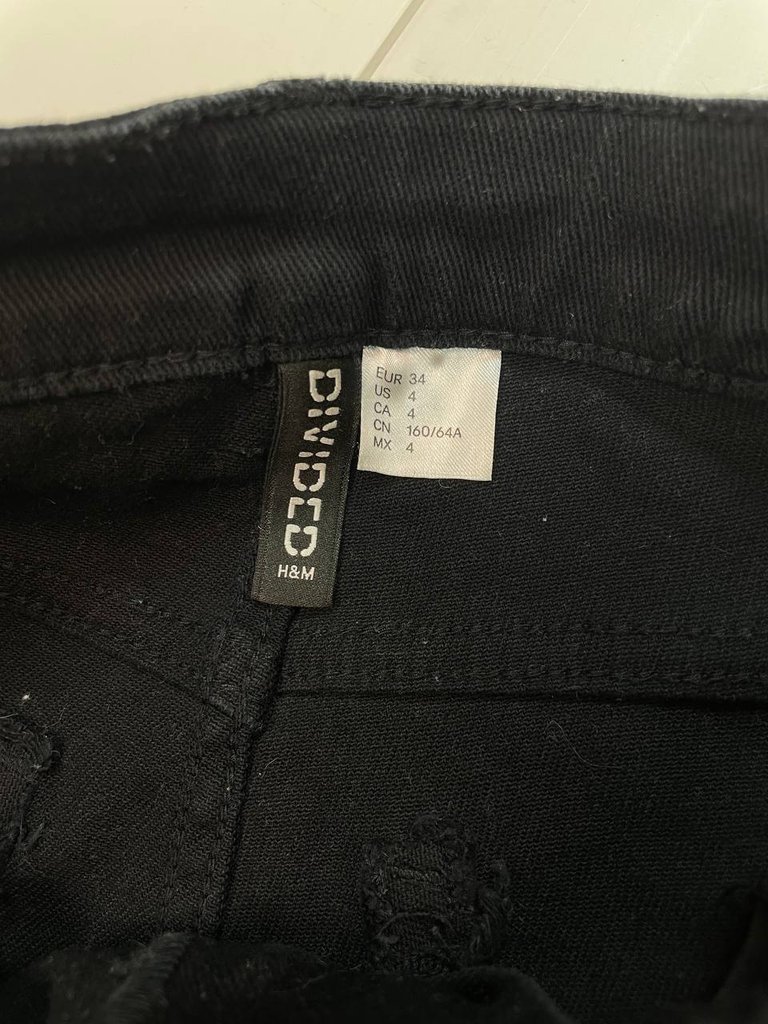 DIVIDED
H&M
EUR 34
US 4
CA 4
CN 160/64A
MX 4